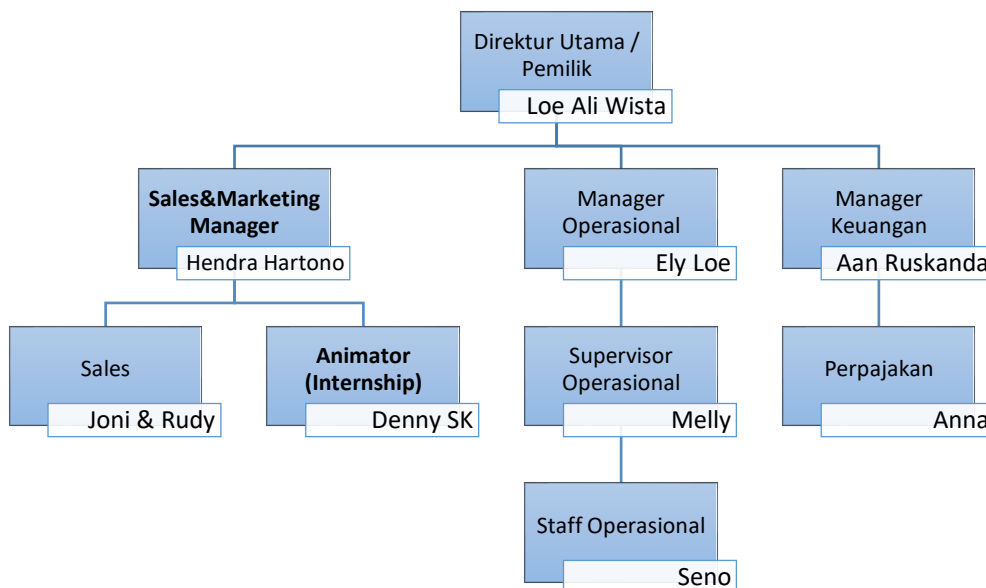 Direktur Utama /
Pemilik
Loe Ali Wista
Sales&Marketing
Manager
Hendra Hartono
Manager
Operasional
Ely Loe
Manager
Keuangan
Aan Ruskanda
Sales
Joni & Rudy
Animator
(Internship)
Denny SK
Supervisor
Operasional
Melly
Perpajakan
Anna
Staff Operasional
Seno